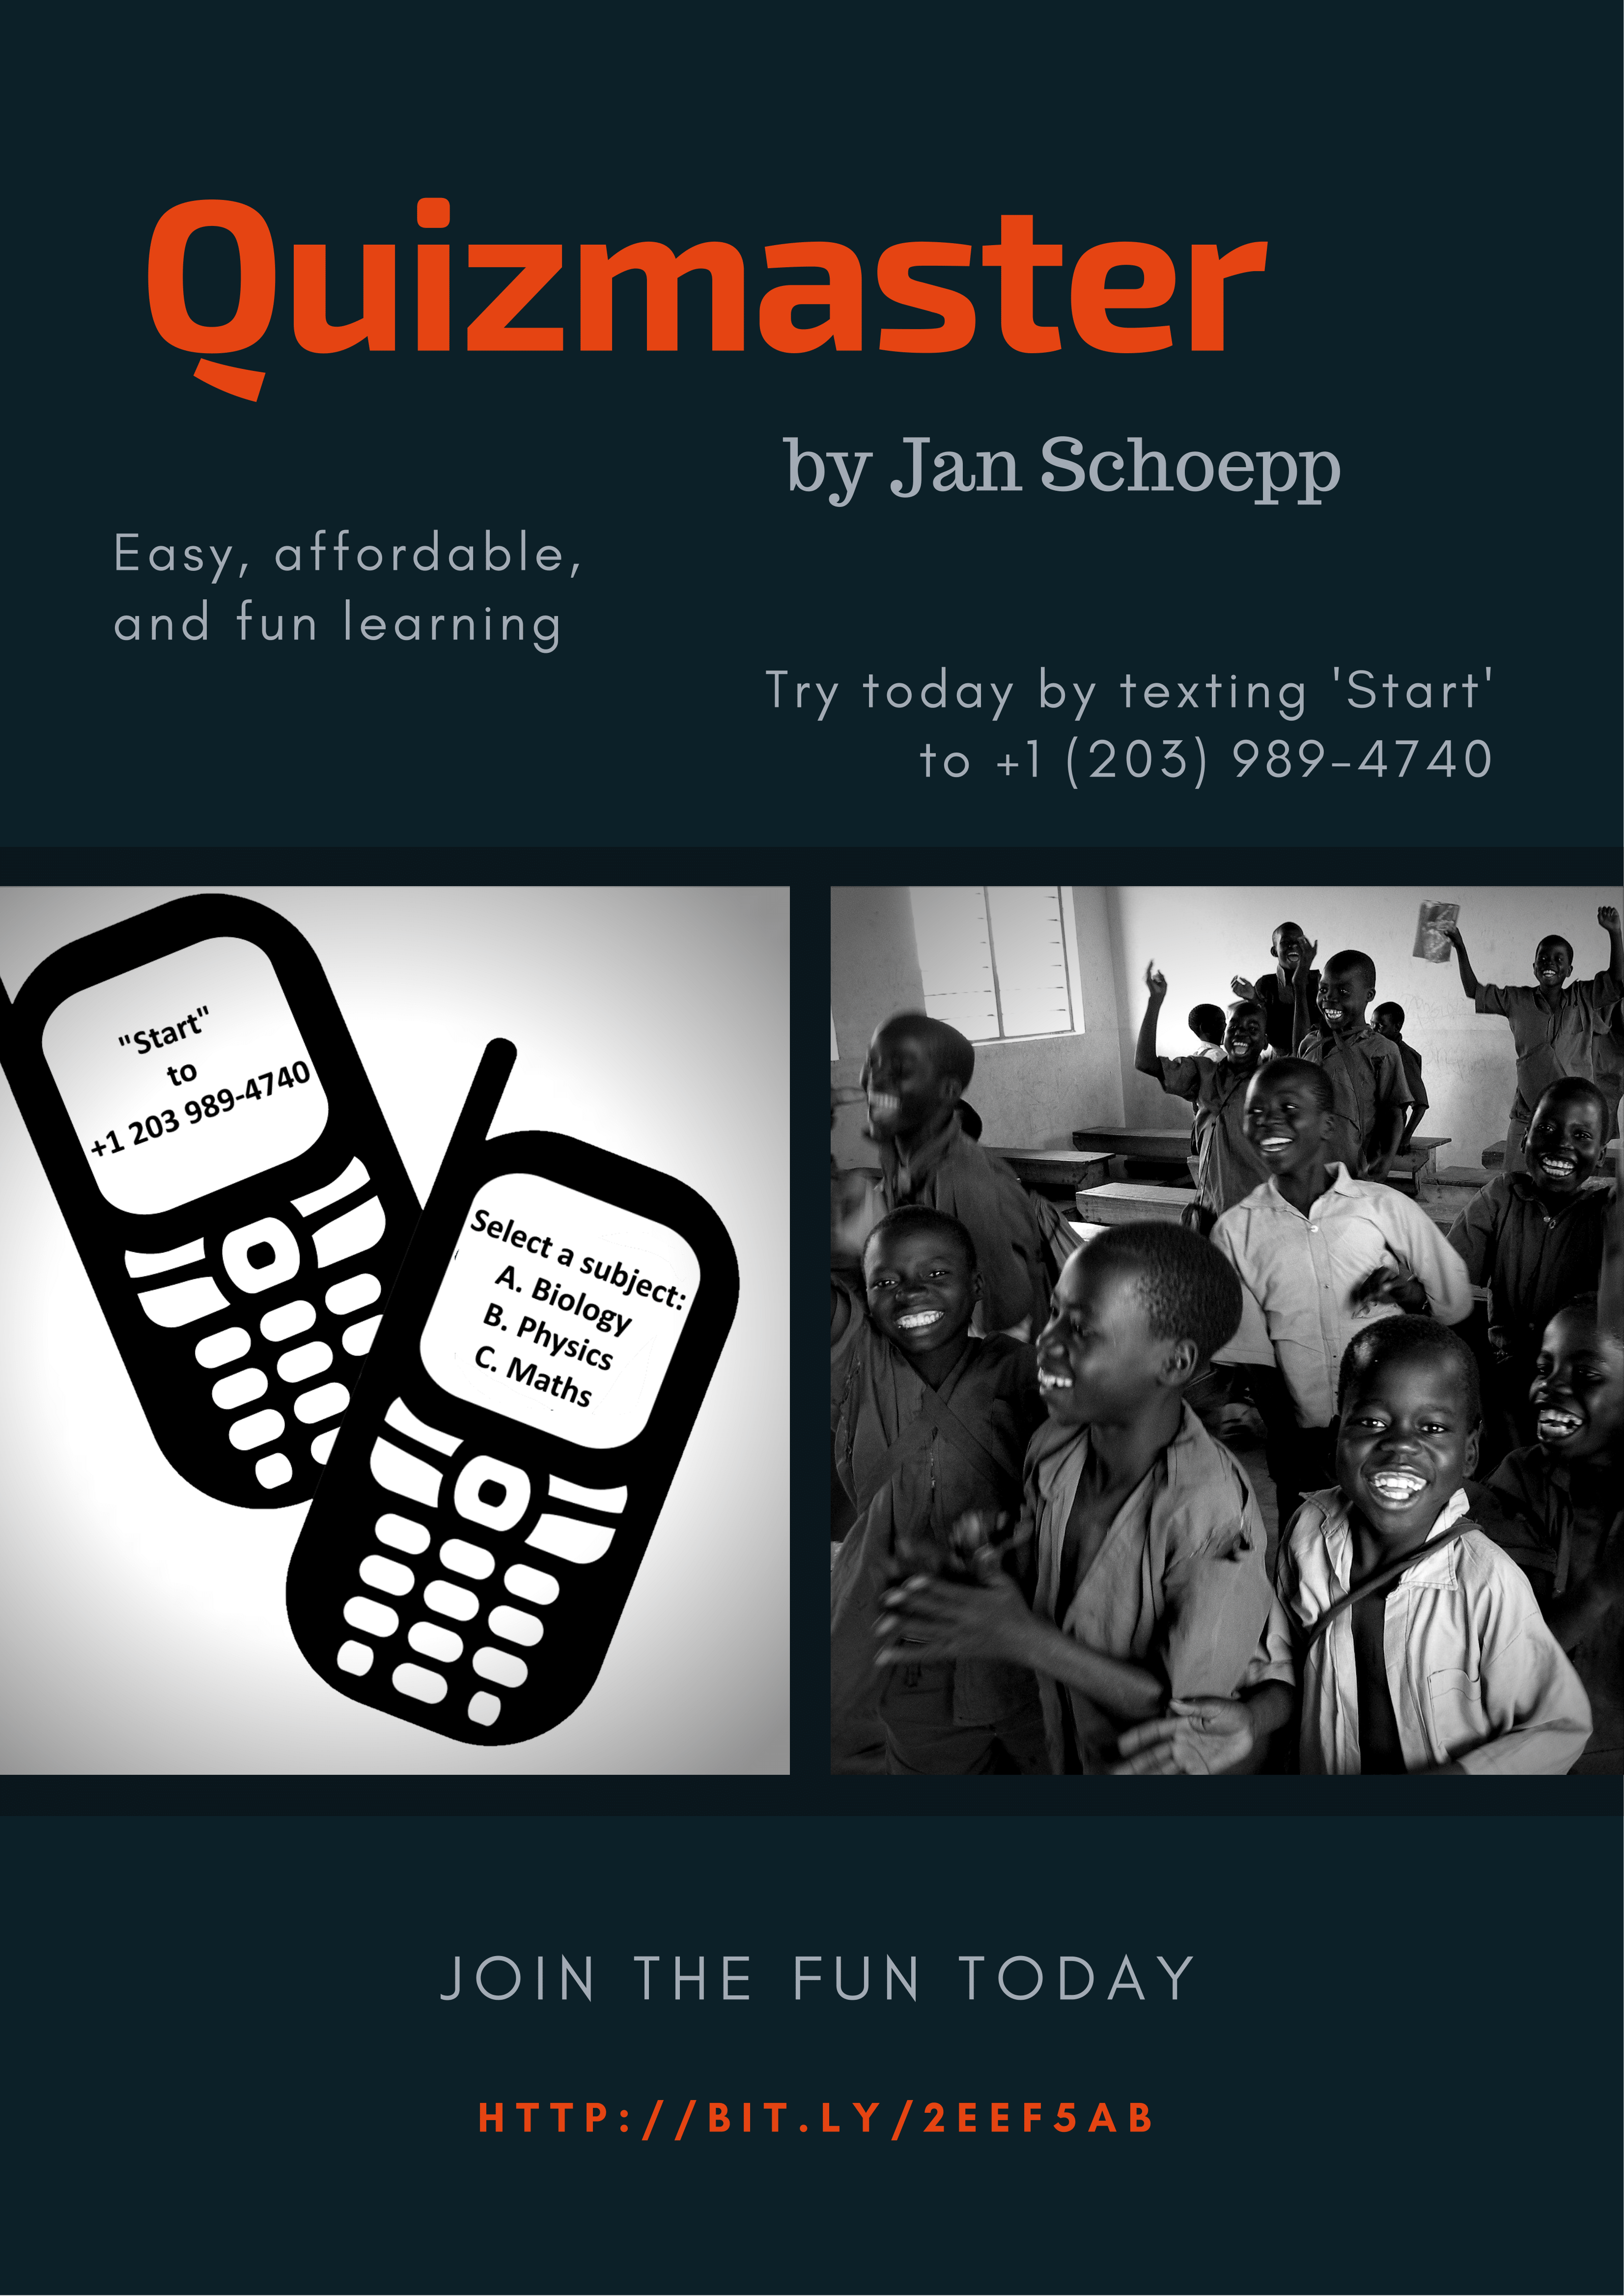 Quizmaster
by Jan Schoepp
Easy, affordable,
and fun learning
Try today by texting 'Start'
to +1 (203) 989-4740
"Start"
to
+1 203 989-4740
Select a subject:
A. Biology
B. Physics
C. Maths
JOIN THE FUN TODAY
HTTP://BIT.LY/2EEF5AB